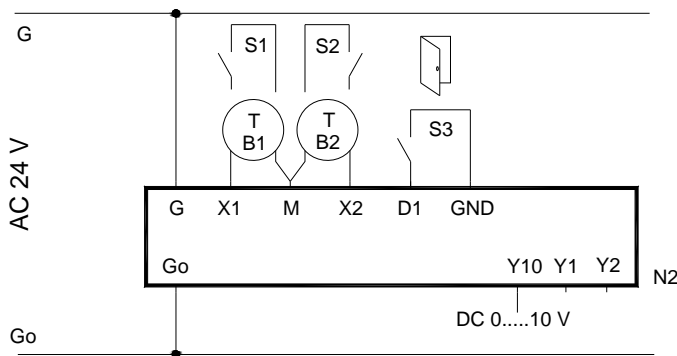 G
S1 S2
S3
T T
B1 B2
AC 24 V
G X1 M X2 D1 GND
Go Y10 Y1 Y2
N2
DC 0.....10 V
Go